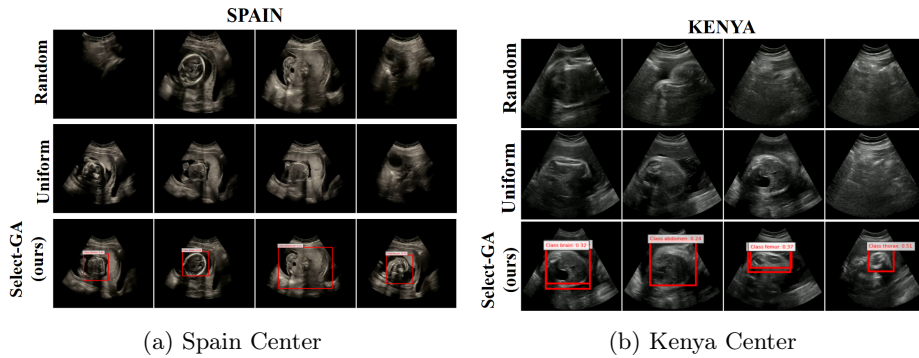 SPAIN
Random
Uniform
Select-GA
(ours)
(a) Spain Center
KENYA
Random
Uniform
Select-GA
(ours)
Class brain: 0.32
Class abdomen: 0.24
Class femur: 0.37
Class thorax: 0.51
(b) Kenya Center